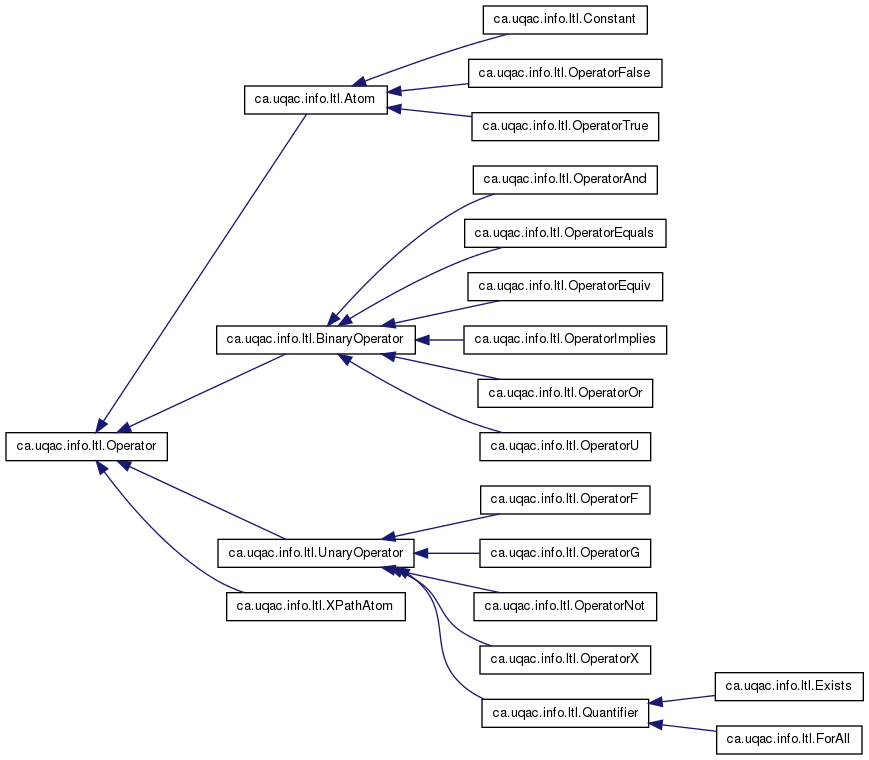 ca.uqac.info.ltl.Constant
ca.uqac.info.ltl.OperatorFalse
ca.uqac.info.ltl.Atom
ca.uqac.info.ltl.OperatorTrue
ca.uqac.info.ltl.OperatorAnd
ca.uqac.info.ltl.OperatorEquals
ca.uqac.info.ltl.OperatorEquiv
ca.uqac.info.ltl.BinaryOperator
ca.uqac.info.ltl.OperatorImplies
ca.uqac.info.ltl.OperatorOr
ca.uqac.info.ltl.Operator
ca.uqac.info.ltl.OperatorU
ca.uqac.info.ltl.OperatorF
ca.uqac.info.ltl.UnaryOperator
ca.uqac.info.ltl.OperatorG
ca.uqac.info.ltl.XPathAtom
ca.uqac.info.ltl.OperatorNot
ca.uqac.info.ltl.OperatorX
ca.uqac.info.ltl.Exists
ca.uqac.info.ltl.Quantifier
ca.uqac.info.ltl.ForAll